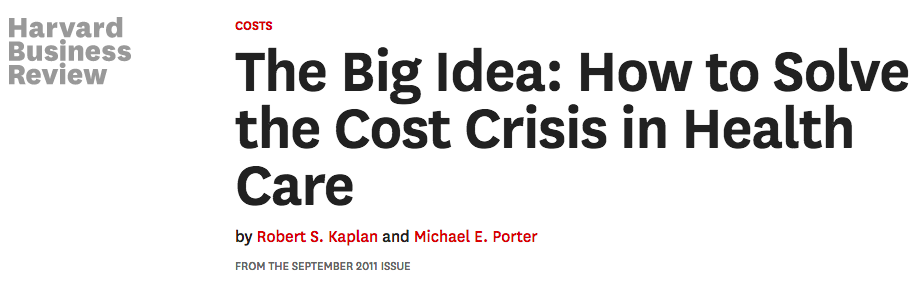 Harvard
Business
Review
COSTS
The Big Idea: How to Solve
the Cost Crisis in Health
Care
by Robert S. Kaplan and Michael E. Porter
FROM THE SEPTEMBER 2011 ISSUE